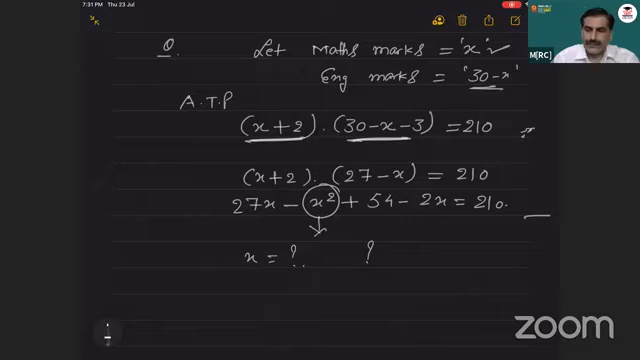 7:31 PM Thu 23 Jul
Q. Let Maths marks = 'x' ✓
Eng marks = '30-x'
A.T.P
(x+2) . (30-x-3) = 210
(x+2) . (27-x) = 210
27x - x² + 54 - 2x = 210.
x = ? ?
M[RC]
zoom